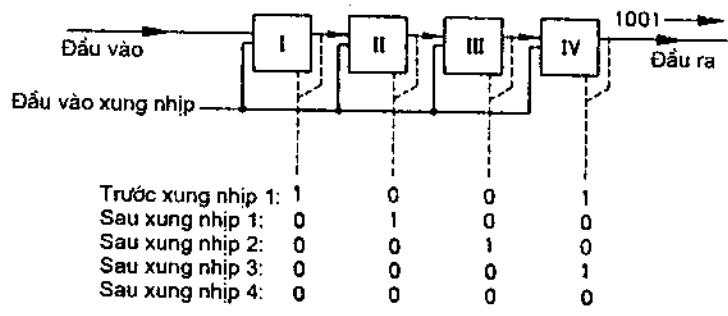 1001
Đầu vào
I
II
III
IV
Đầu ra
Đầu vào xung nhịp
Trước xung nhịp 1: 1 0 0 1
Sau xung nhịp 1: 0 1 0 0
Sau xung nhịp 2: 0 0 1 0
Sau xung nhịp 3: 0 0 0 1
Sau xung nhịp 4: 0 0 0 0